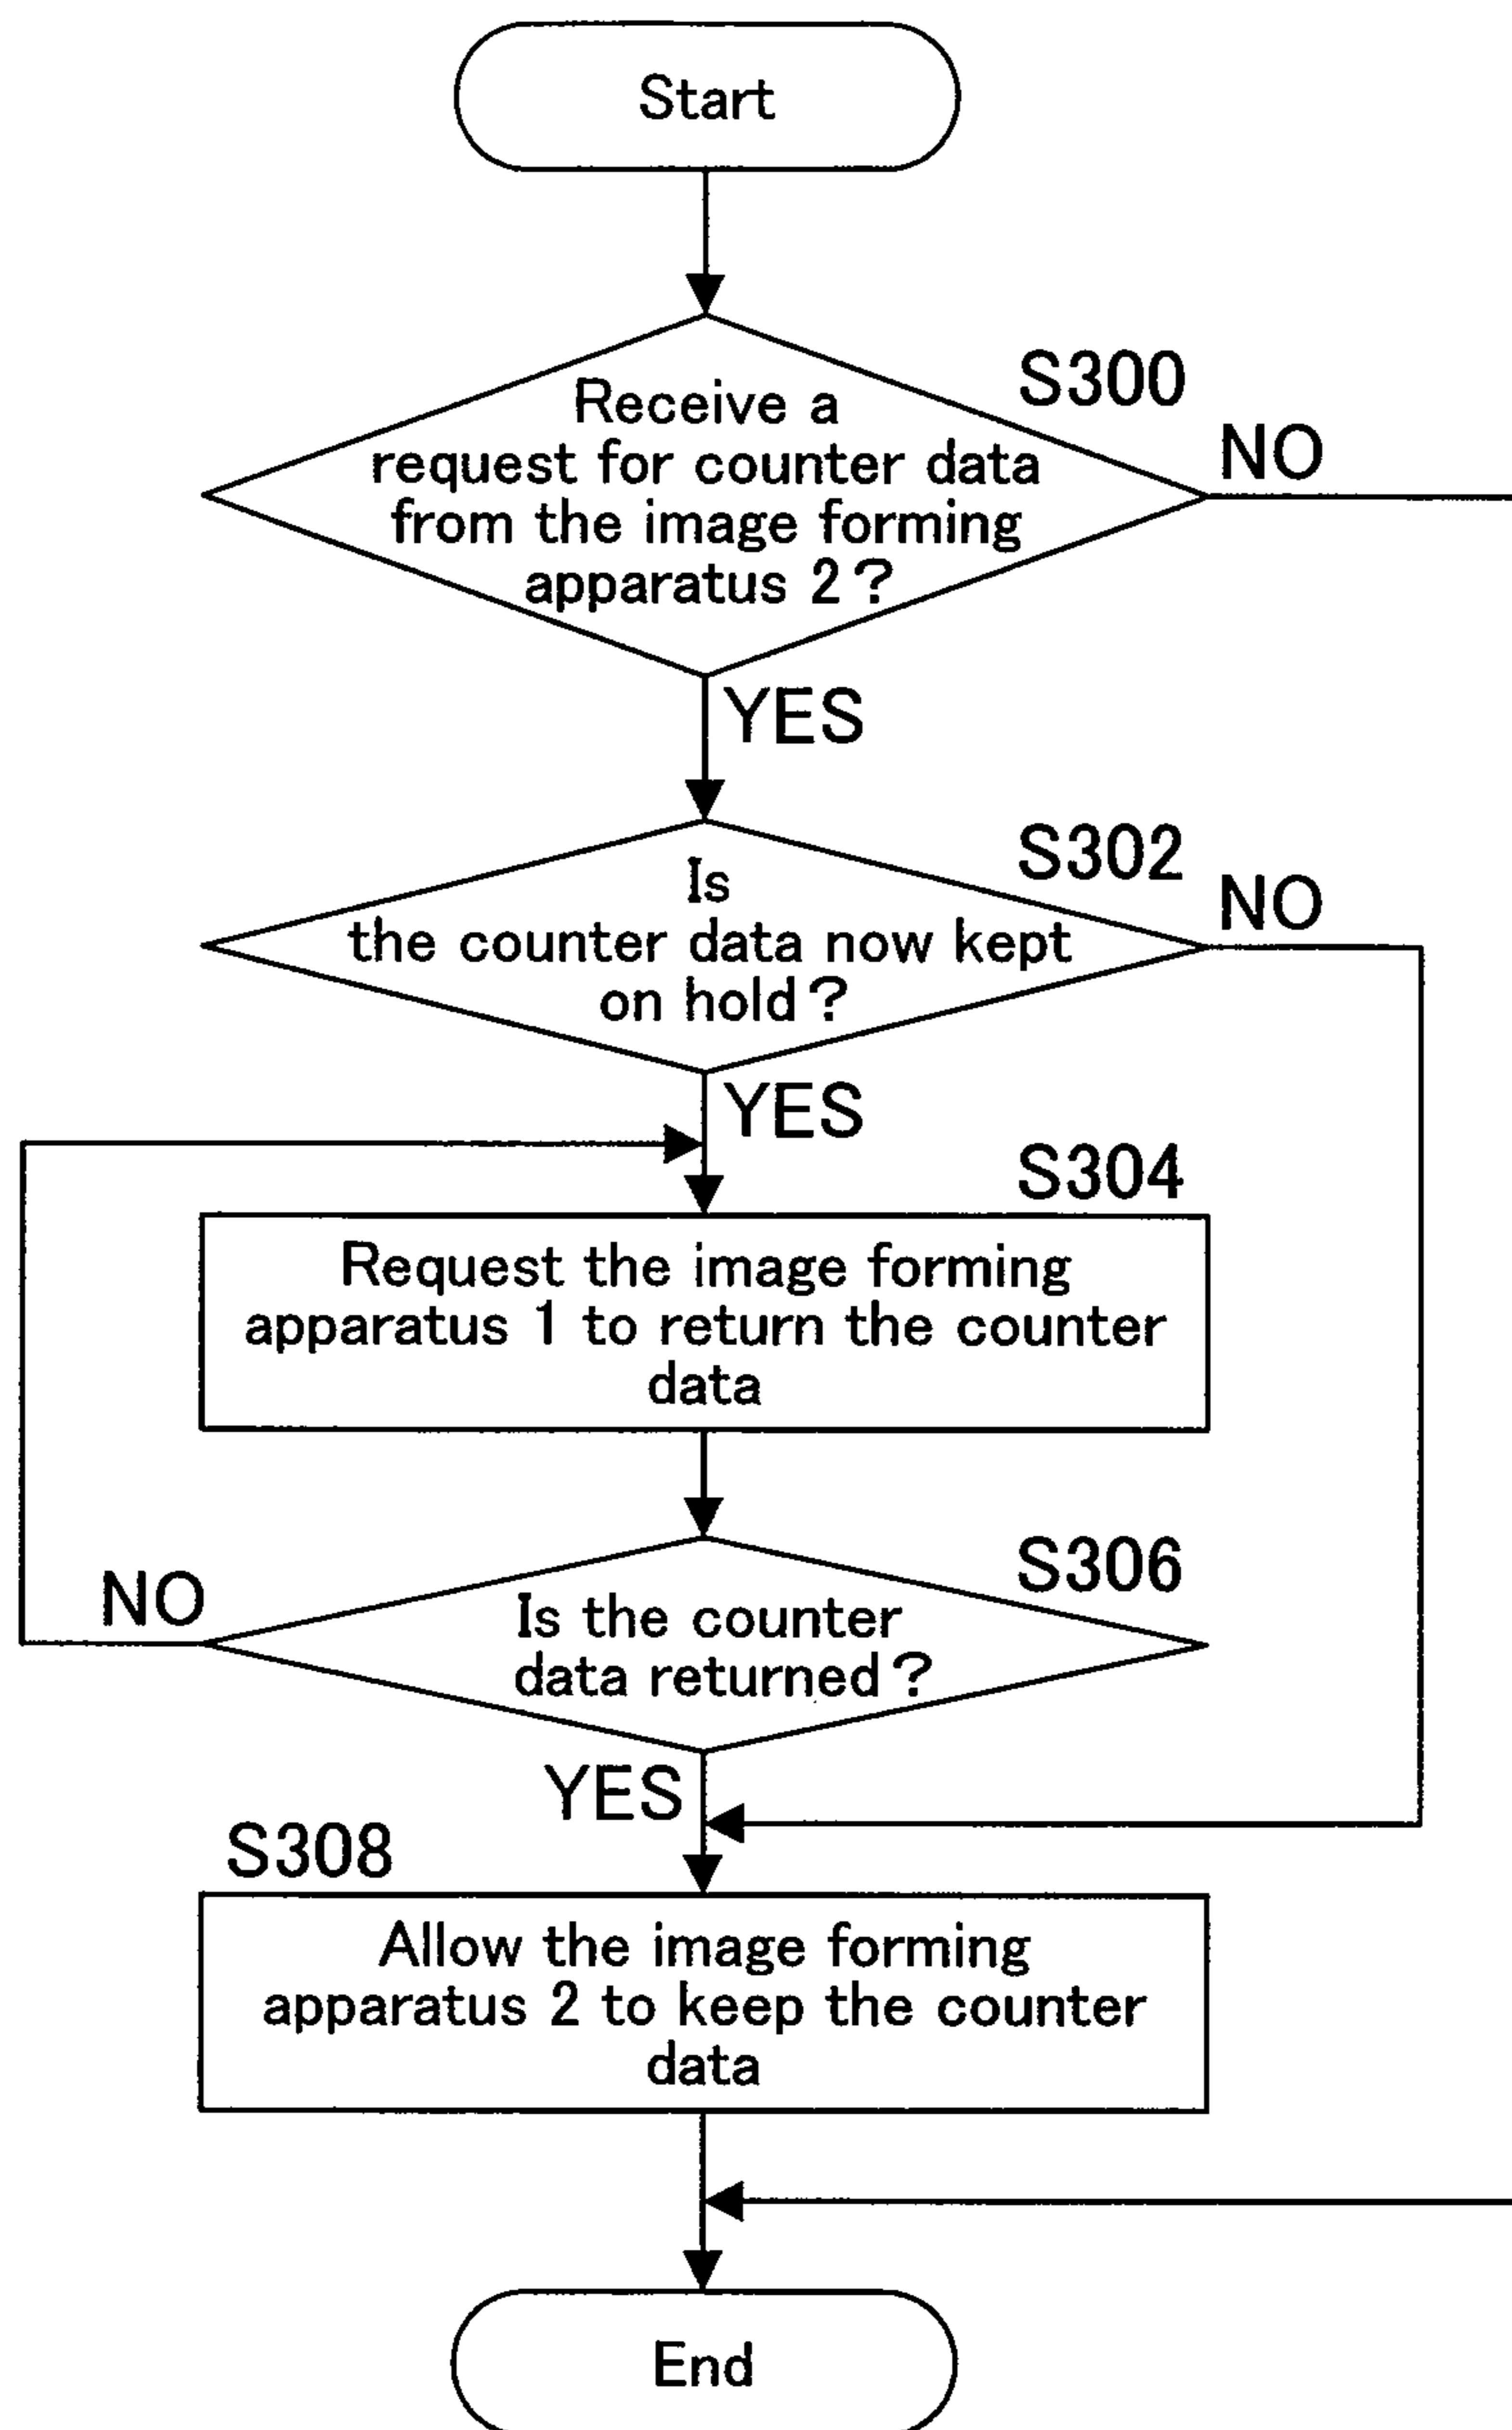 Start
S300
Receive a
request for counter data
from the image forming
apparatus 2?
NO
YES
S302
Is
the counter data now kept
on hold?
NO
YES
S304
Request the image forming
apparatus 1 to return the counter
data
S306
Is the counter
data returned?
NO
YES
S308
Allow the image forming
apparatus 2 to keep the counter
data
End